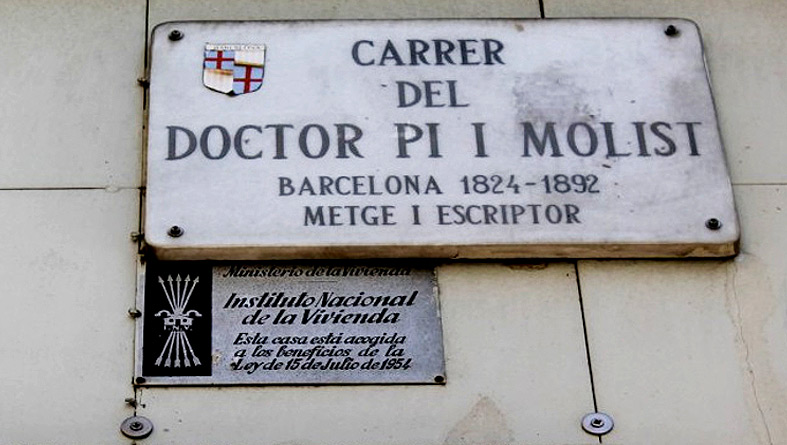 CARRER
DEL
DOCTOR PI I MOLIST
BARCELONA 1824-1892
METGE I ESCRIPTOR
Ministerio de la Vivienda
Instituto Nacional
de la Vivienda
Esta casa está acogida
a los beneficios de la
Ley de 15 de Julio de 1954
I.N.V.